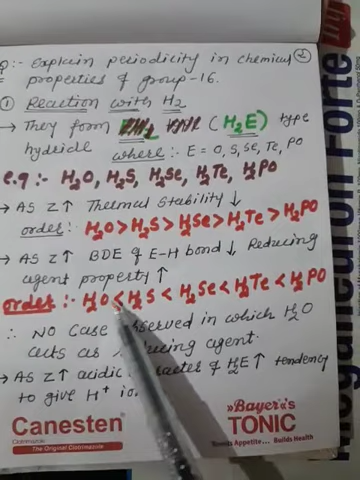 Q:- Explain periodicity in chemical ②
properties of group-16.
① Reaction with H₂
→ They form (H₂E) type
hydride where :- E = O, S, Se, Te, PO
e.g :- H₂O, H₂S, H₂Se, H₂Te, H₂PO
→ AS Z↑ Thermal Stability ↓
order:- H₂O > H₂S > H₂Se > H₂Te > H₂PO
→ AS Z↑ BDE of E-H bond ↓, Reducing
agent property ↑
order :- H₂O < H₂S < H₂Se < H₂Te < H₂PO
∴ NO Case observed in which H₂O
acts as reducing agent.
→ AS Z↑ acidic character of H₂E ↑ tendency
to give H⁺ ion
Canesten
Clotrimazole
The Original Clotrimazole
»Bayer's
TONIC
Boosts Appetite... Builds Health